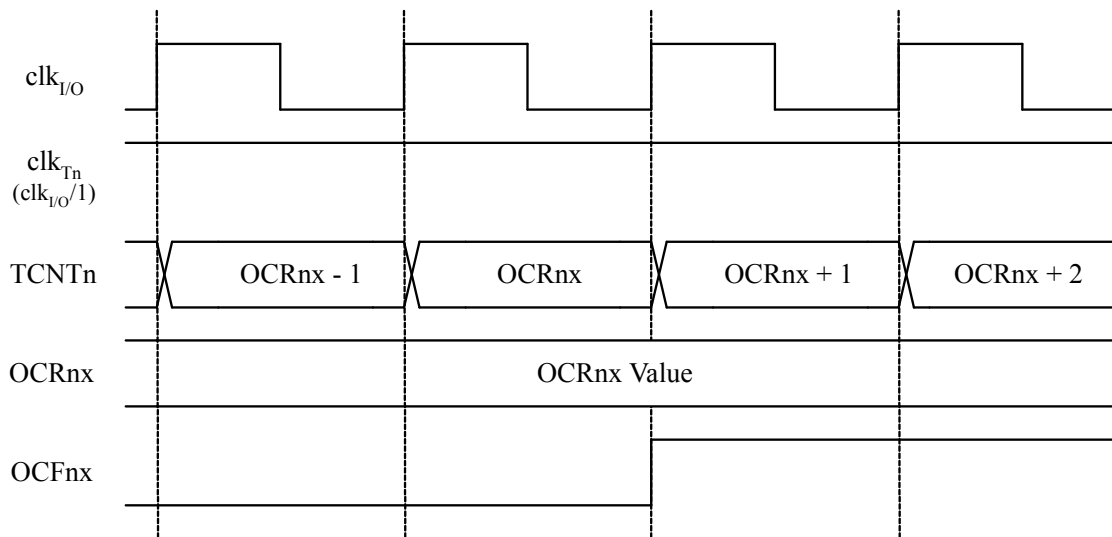 clkI/O
clkTn
(clkI/O/1)
TCNTn OCRnx - 1 OCRnx OCRnx + 1 OCRnx + 2
OCRnx OCRnx Value
OCFnx